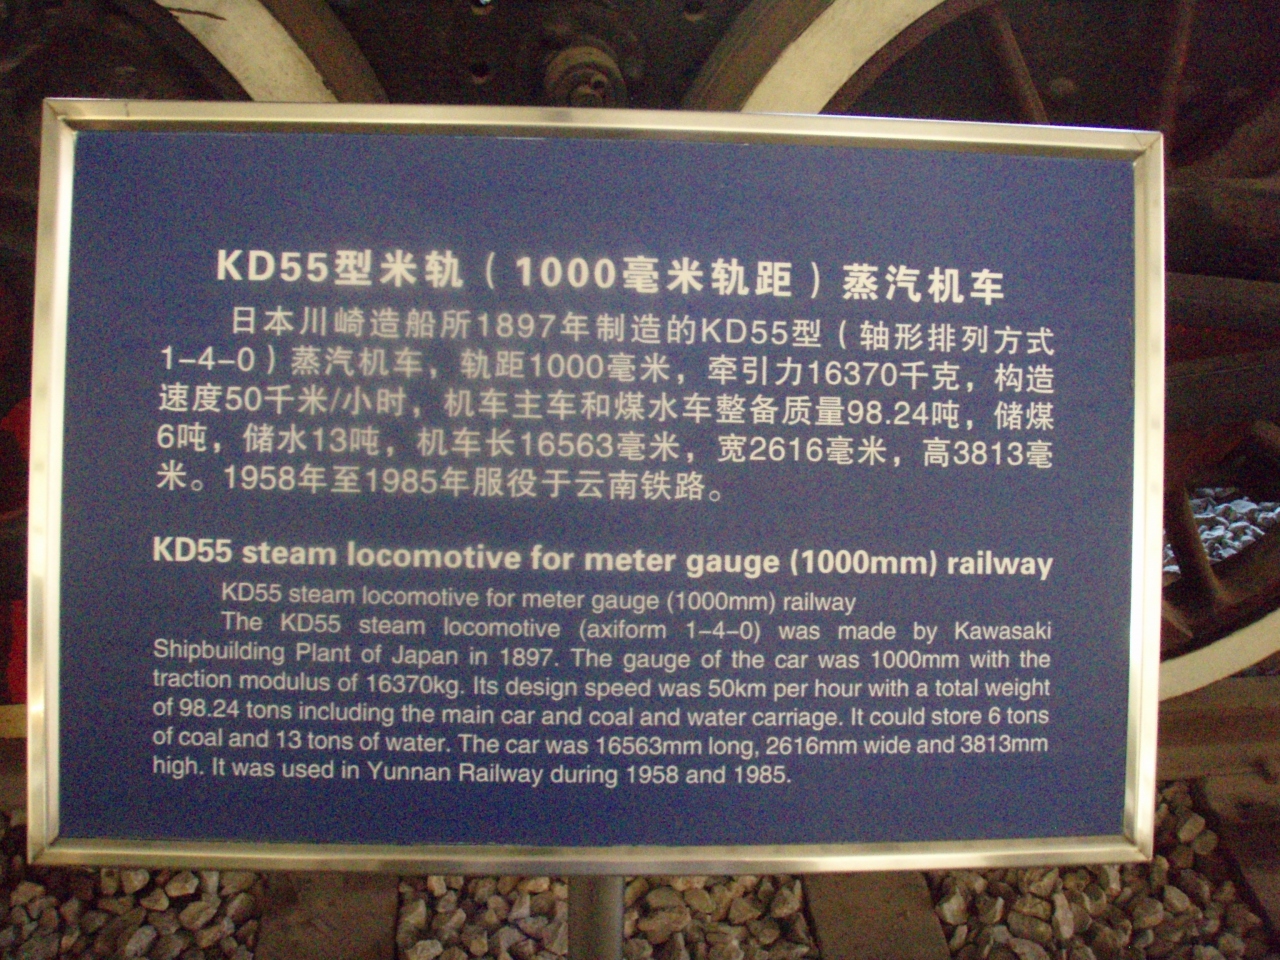 KD55型米轨（1000毫米轨距）蒸汽机车
日本川崎造船所1897年制造的KD55型（轴形排列方式
1–4–0）蒸汽机车，轨距1000毫米，牵引力16370千克，构造
速度50千米/小时，机车主车和煤水车整备质量98.24吨，储煤
6吨，储水13吨，机车长16563毫米，宽2616毫米，高3813毫
米。1958年至1985年服役于云南铁路。
KD55 steam locomotive for meter gauge (1000mm) railway
KD55 steam locomotive for meter gauge (1000mm) railway
The KD55 steam locomotive (axiform 1–4–0) was made by Kawasaki
Shipbuilding Plant of Japan in 1897. The gauge of the car was 1000mm with the
traction modulus of 16370kg. Its design speed was 50km per hour with a total weight
of 98.24 tons including the main car and coal and water carriage. It could store 6 tons
of coal and 13 tons of water. The car was 16563mm long, 2616mm wide and 3813mm
high. It was used in Yunnan Railway during 1958 and 1985.